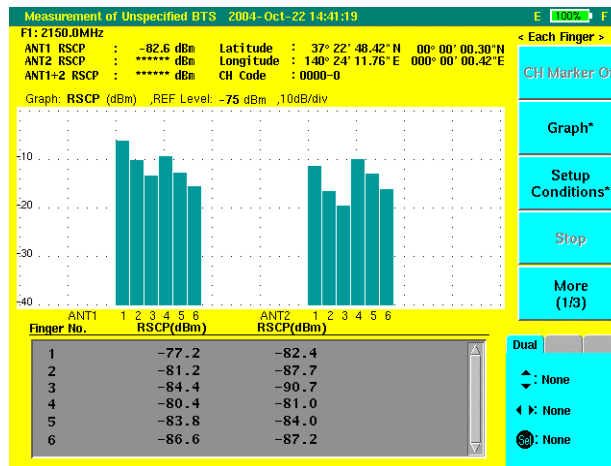 Measurement of Unspecified BTS 2004-Oct-22 14:41:19 E 100% F
F1: 2150.0MHz
ANT1 RSCP : -82.6 dBm Latitude : 37° 22' 48.42" N 00° 00' 00.30" N
ANT2 RSCP : ****** dBm Longitude : 140° 24' 11.76" E 000° 00' 00.42" E
ANT1+2 RSCP : ****** dBm CH Code : 0000-0
Graph: RSCP (dBm) ,REF Level: -75 dBm ,10dB/div
-10
-20
-30
-40
ANT1 1 2 3 4 5 6 ANT2 1 2 3 4 5 6
Finger No. RSCP(dBm) RSCP(dBm)
1 -77.2 -82.4
2 -81.2 -87.7
3 -84.4 -90.7
4 -80.4 -81.0
5 -83.8 -84.0
6 -86.6 -87.2
< Each Finger >
CH Marker O
Graph*
Setup
Conditions*
Stop
More
(1/3)
Dual
: None
: None
Sel: None